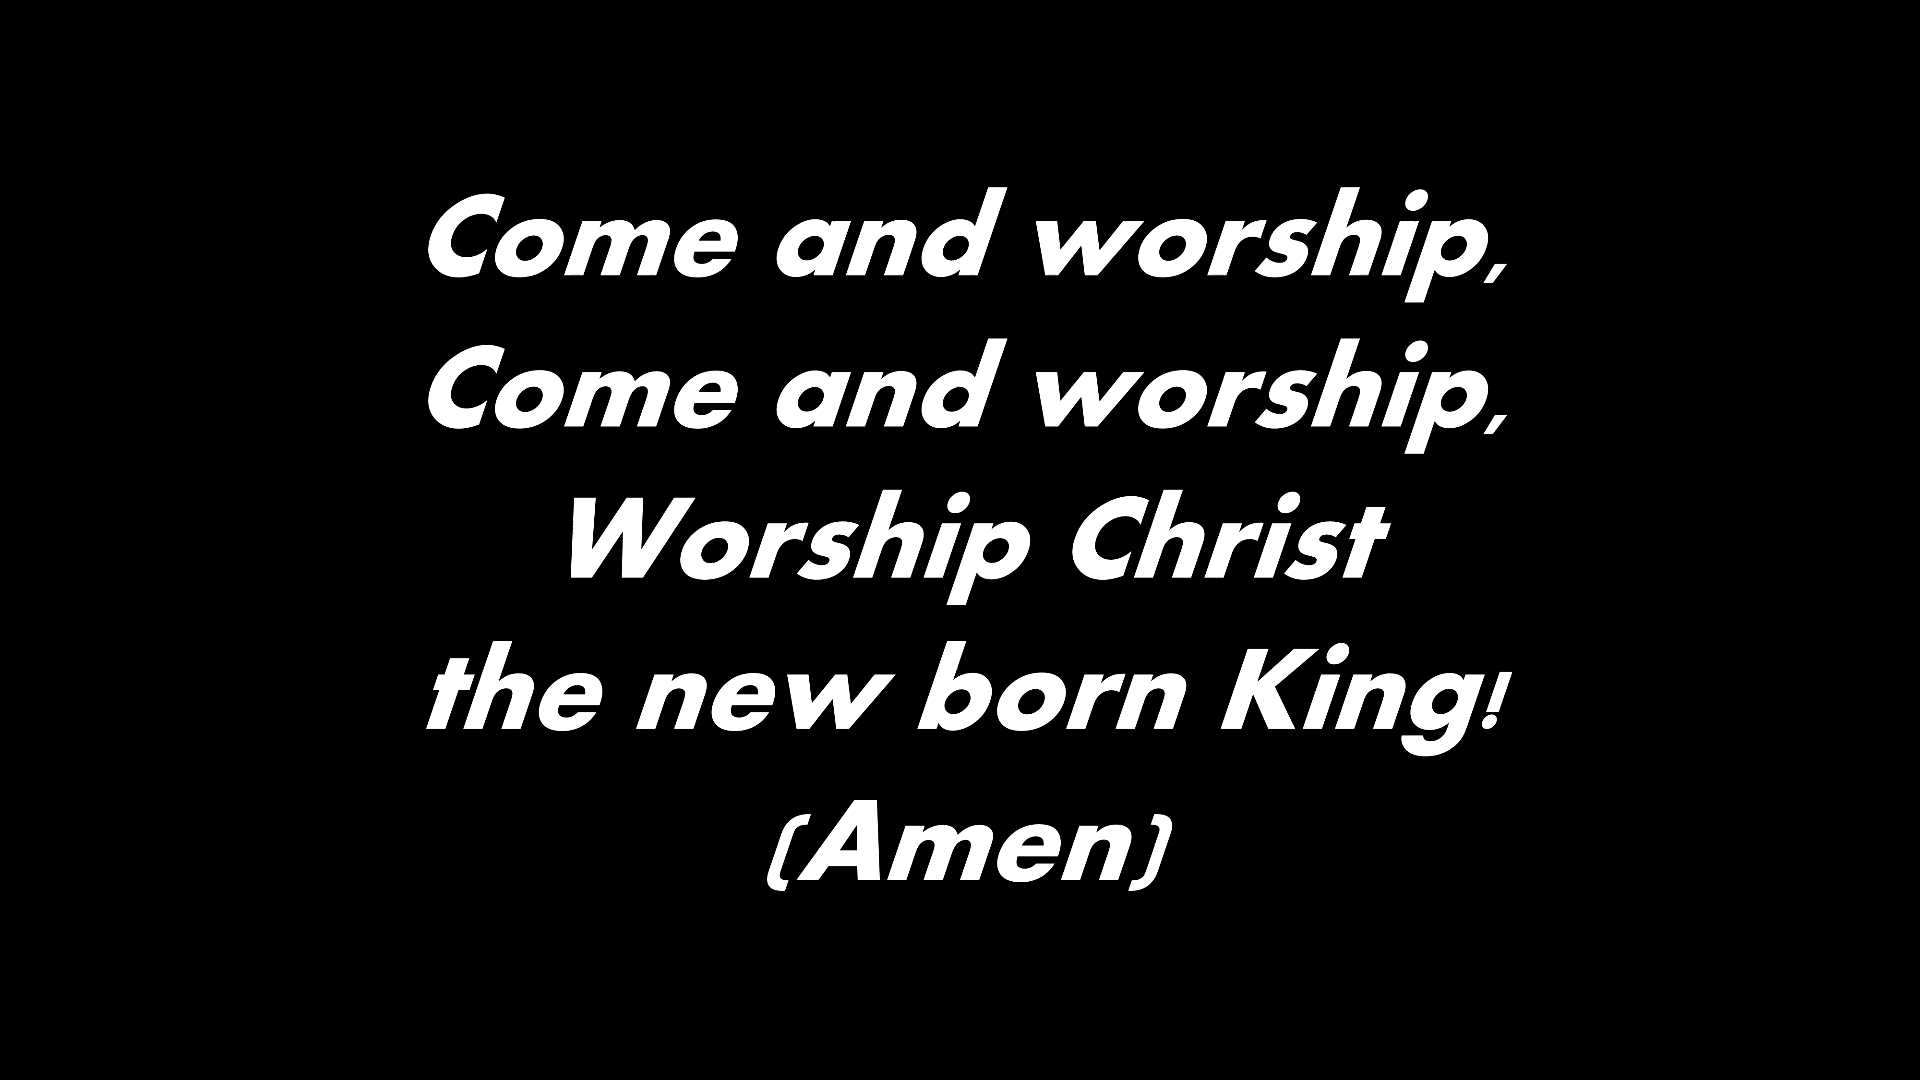 Come and worship,
Come and worship,
Worship Christ
the new born King!
(Amen)